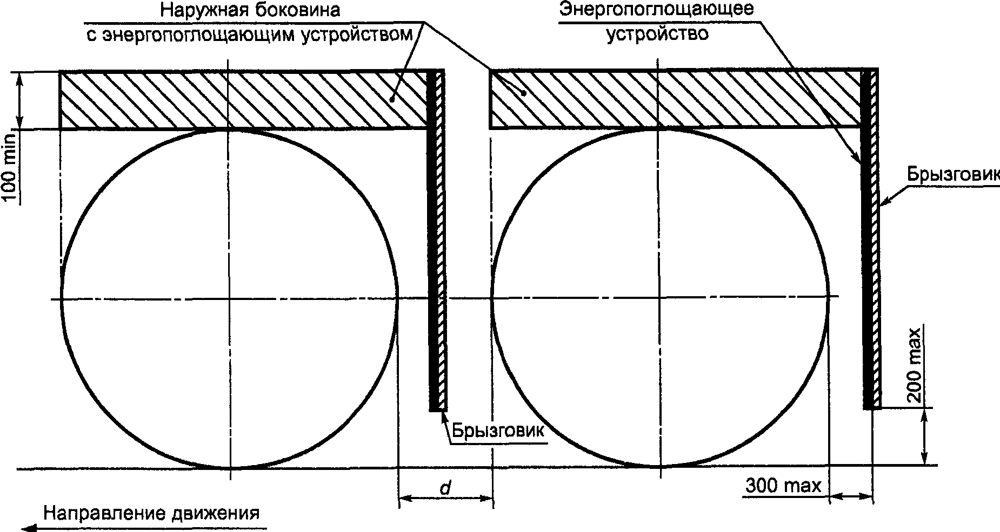 Наружная боковина
с энергопоглощающим устройством
Энергопоглощающее
устройство
100 min
Брызговик
200 max
Брызговик
d
300 max
Направление движения